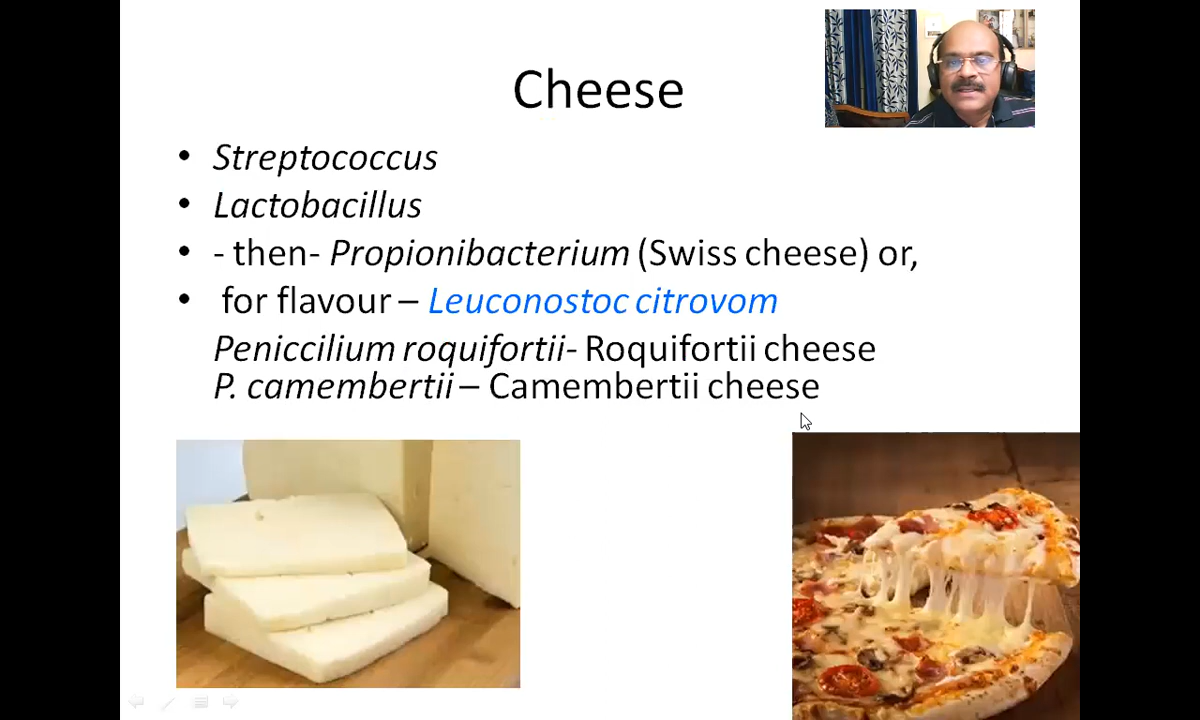 Cheese
• Streptococcus
• Lactobacillus
• - then- Propionibacterium (Swiss cheese) or,
• for flavour – Leuconostoc citrovom
Peniccilium roquifortii- Roquifortii cheese
P. camembertii – Camembertii cheese